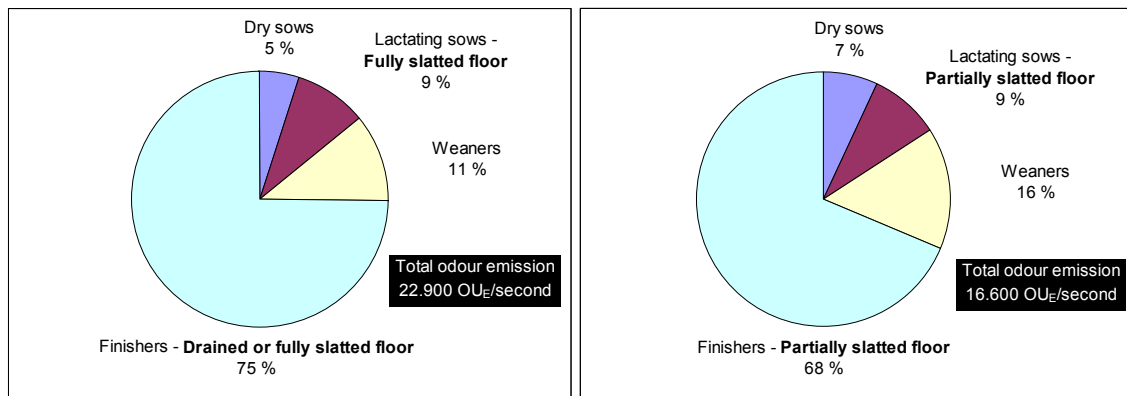 Dry sows
5 %
Lactating sows -
Fully slatted floor
9 %
Weaners
11 %
Total odour emission
22.900 OUE/second
Finishers - Drained or fully slatted floor
75 %
Dry sows
7 %
Lactating sows -
Partially slatted floor
9 %
Weaners
16 %
Total odour emission
16.600 OUE/second
Finishers - Partially slatted floor
68 %